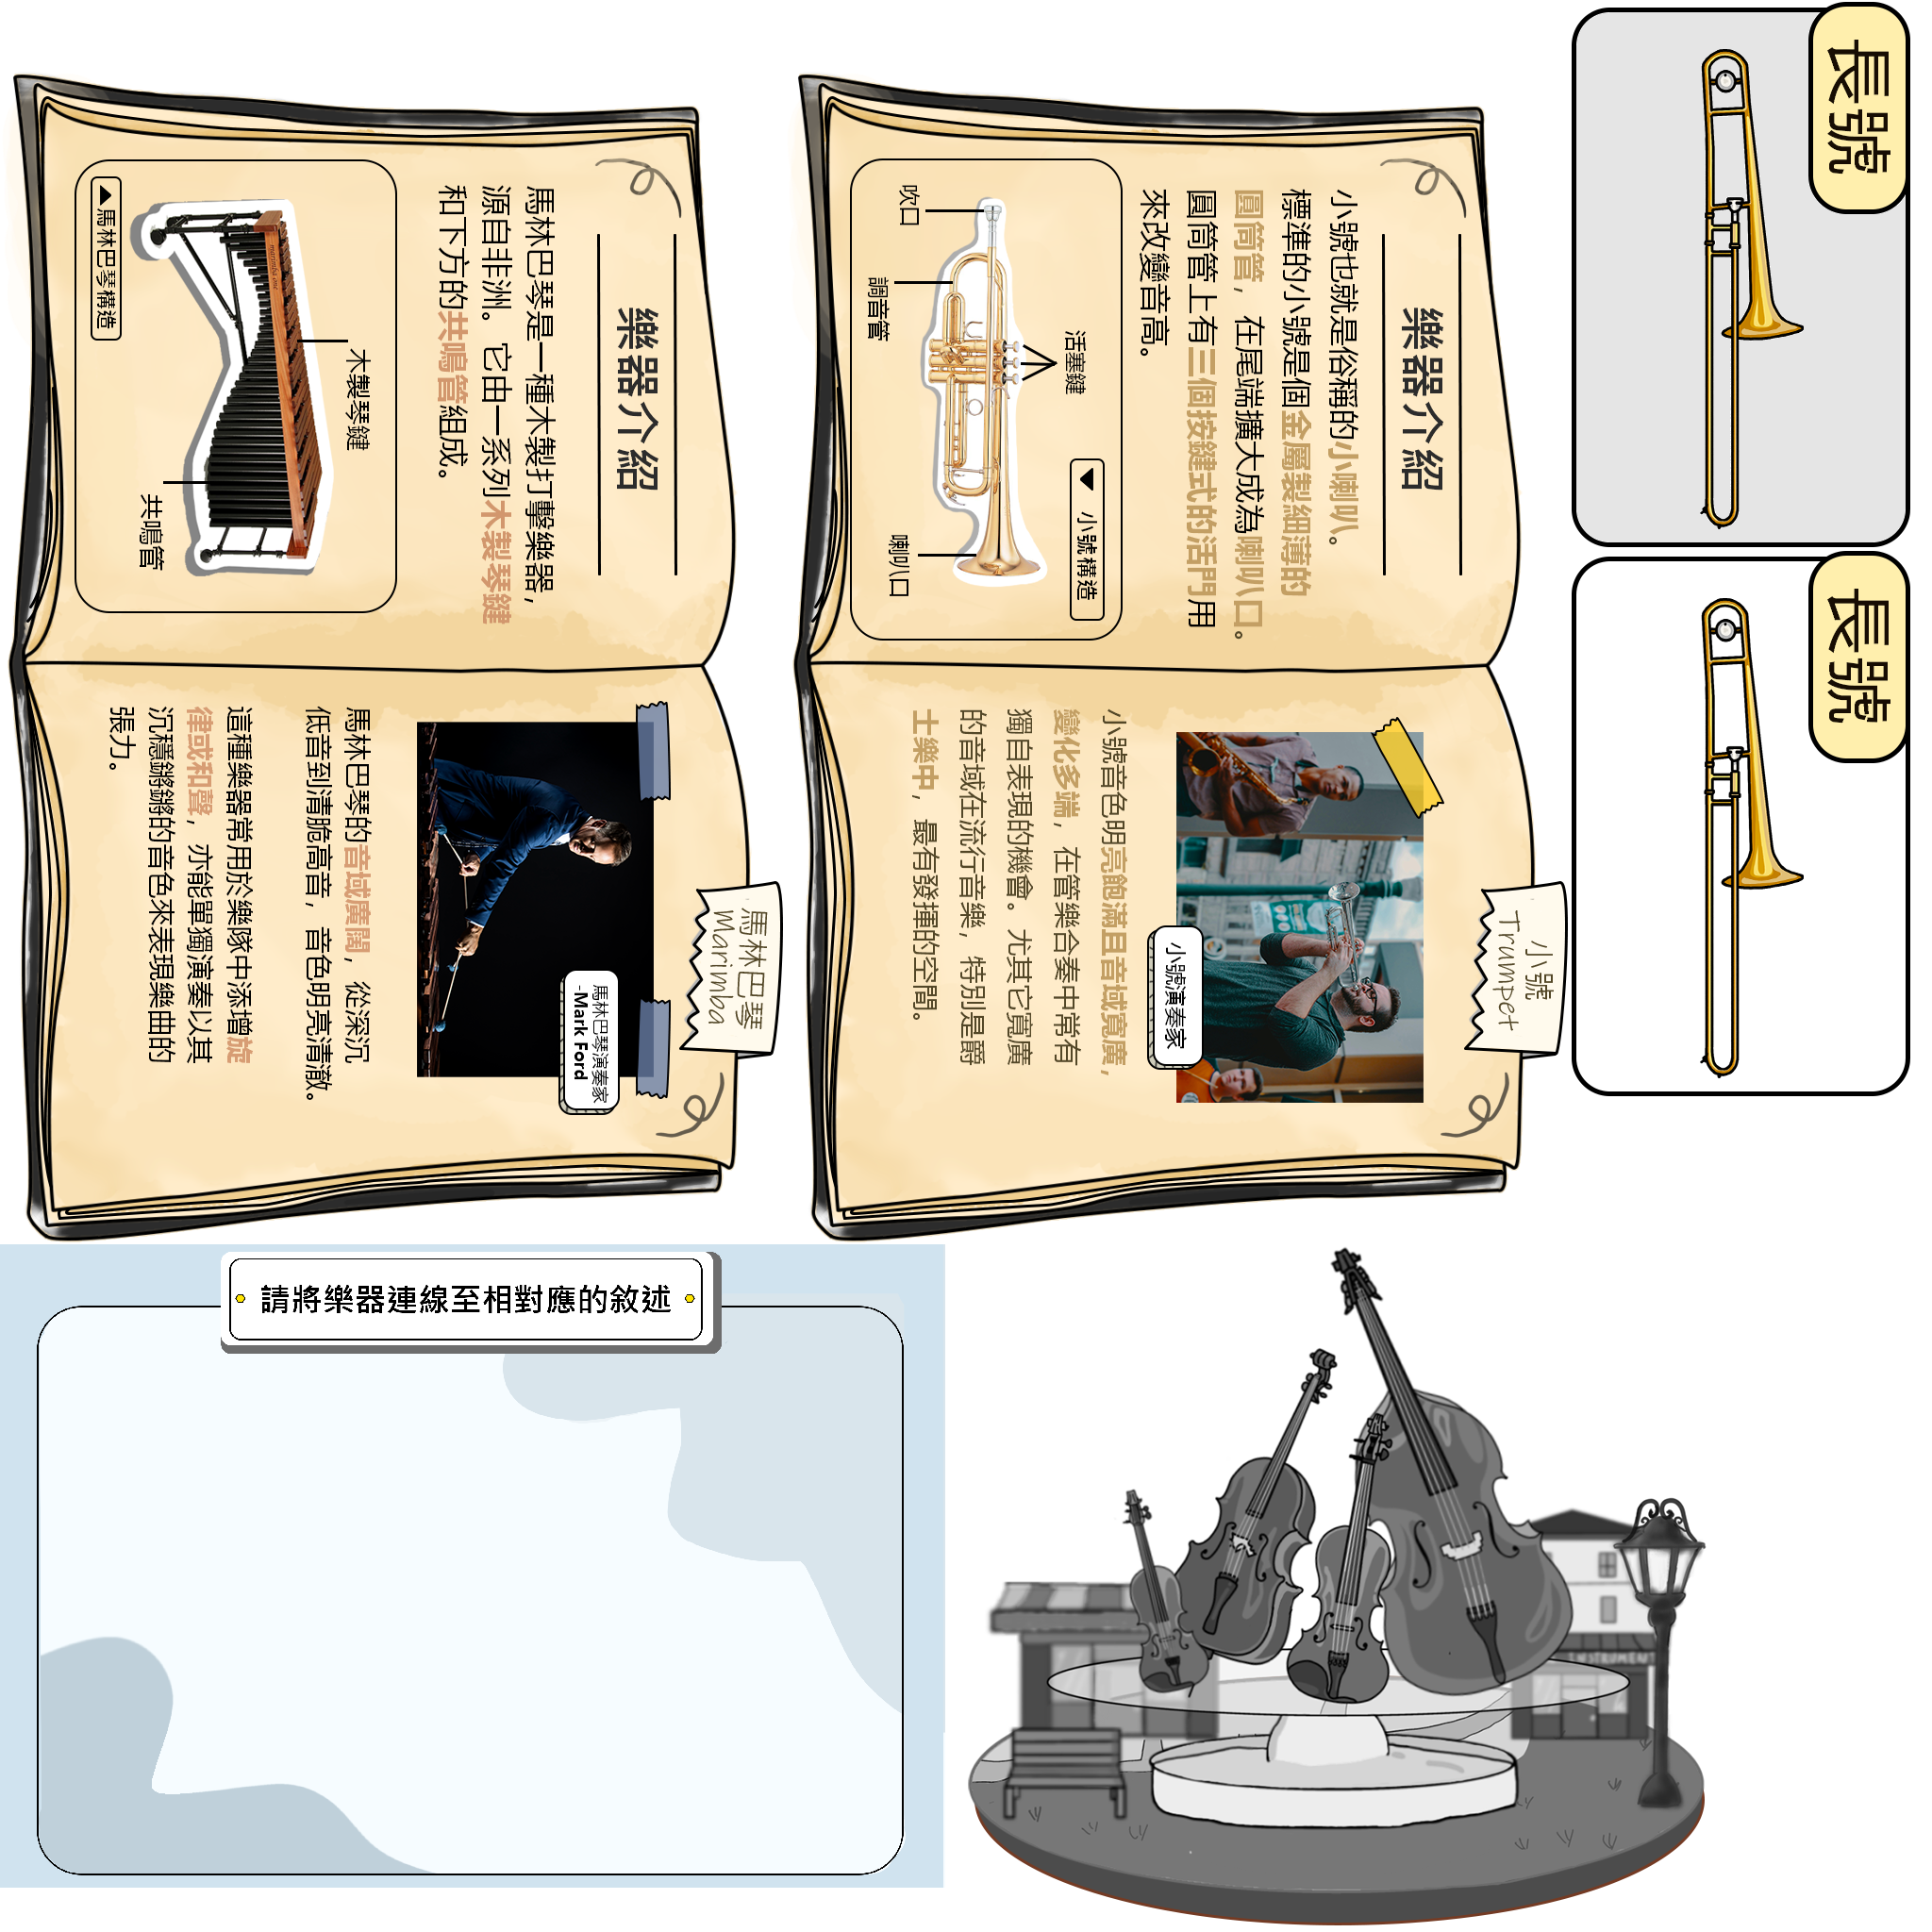 長號
長號
小號
Trumpet
樂器介紹
小號也就是俗稱的小喇叭。
標準的小號是個金屬製細薄的
圓筒管，在尾端擴大成為喇叭口。
圓筒管上有三個按鍵式的活門用
來改變音高。
▼ 小號構造
活塞鍵
吹口
調音管
喇叭口
小號演奏家
小號音色明亮飽滿且音域寬廣，
變化多端，在管樂合奏中常有
獨自表現的機會。尤其它寬廣
的音域在流行音樂，特別是爵
士樂中，最有發揮的空間。
馬林巴琴
Marimba
樂器介紹
馬林巴琴是一種木製打擊樂器，
源自非洲。它由一系列木製琴鍵
和下方的共鳴管組成。
木製琴鍵
marimba one
共鳴管
▲馬林巴琴構造
馬林巴琴演奏家
-Mark Ford
馬林巴琴的音域廣闊，從深沉
低音到清脆高音，音色明亮清澈。
這種樂器常用於樂隊中添增旋
律或和聲，亦能單獨演奏以其
沉穩鏘鏘的音色來表現樂曲的
張力。
請將樂器連線至相對應的敘述
INSTRUMENT